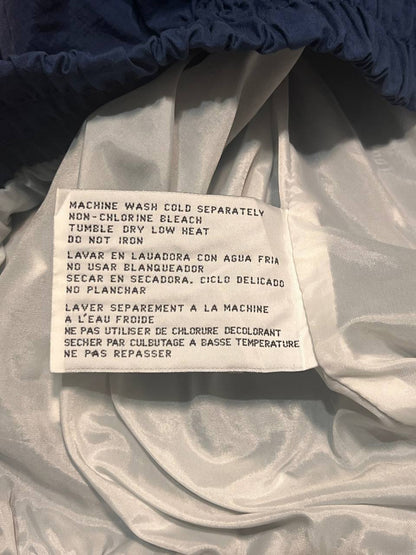 MACHINE WASH COLD SEPARATELY
NON-CHLORINE BLEACH
TUMBLE DRY LOW HEAT
DO NOT IRON
LAVAR EN LAVADORA CON AGUA FRIA
NO USAR BLANQUEADOR
SECAR EN SECADORA. CICLO DELICADO
NO PLANCHAR
LAVER SEPAREMENT A LA MACHINE
A L'EAU FROIDE
NE PAS UTILISER DE CHLORURE DECOLORANT
SECHER PAR CULBUTAGE A BASSE TEMPERATURE
NE PAS REPASSER